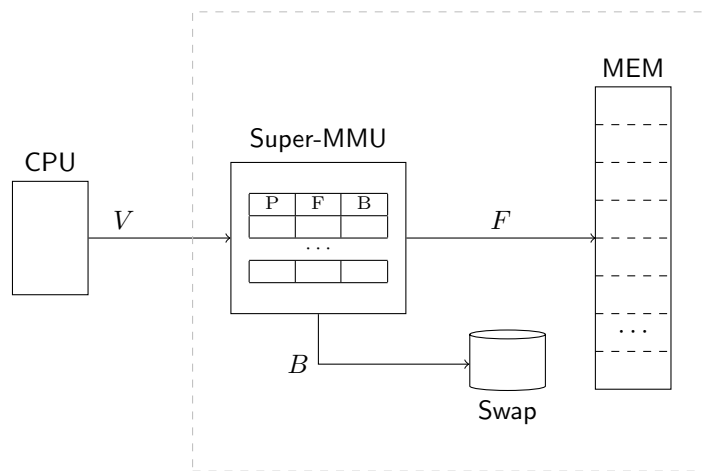 MEM
Super-MMU
CPU
P F B
V
F
...
...
B
Swap